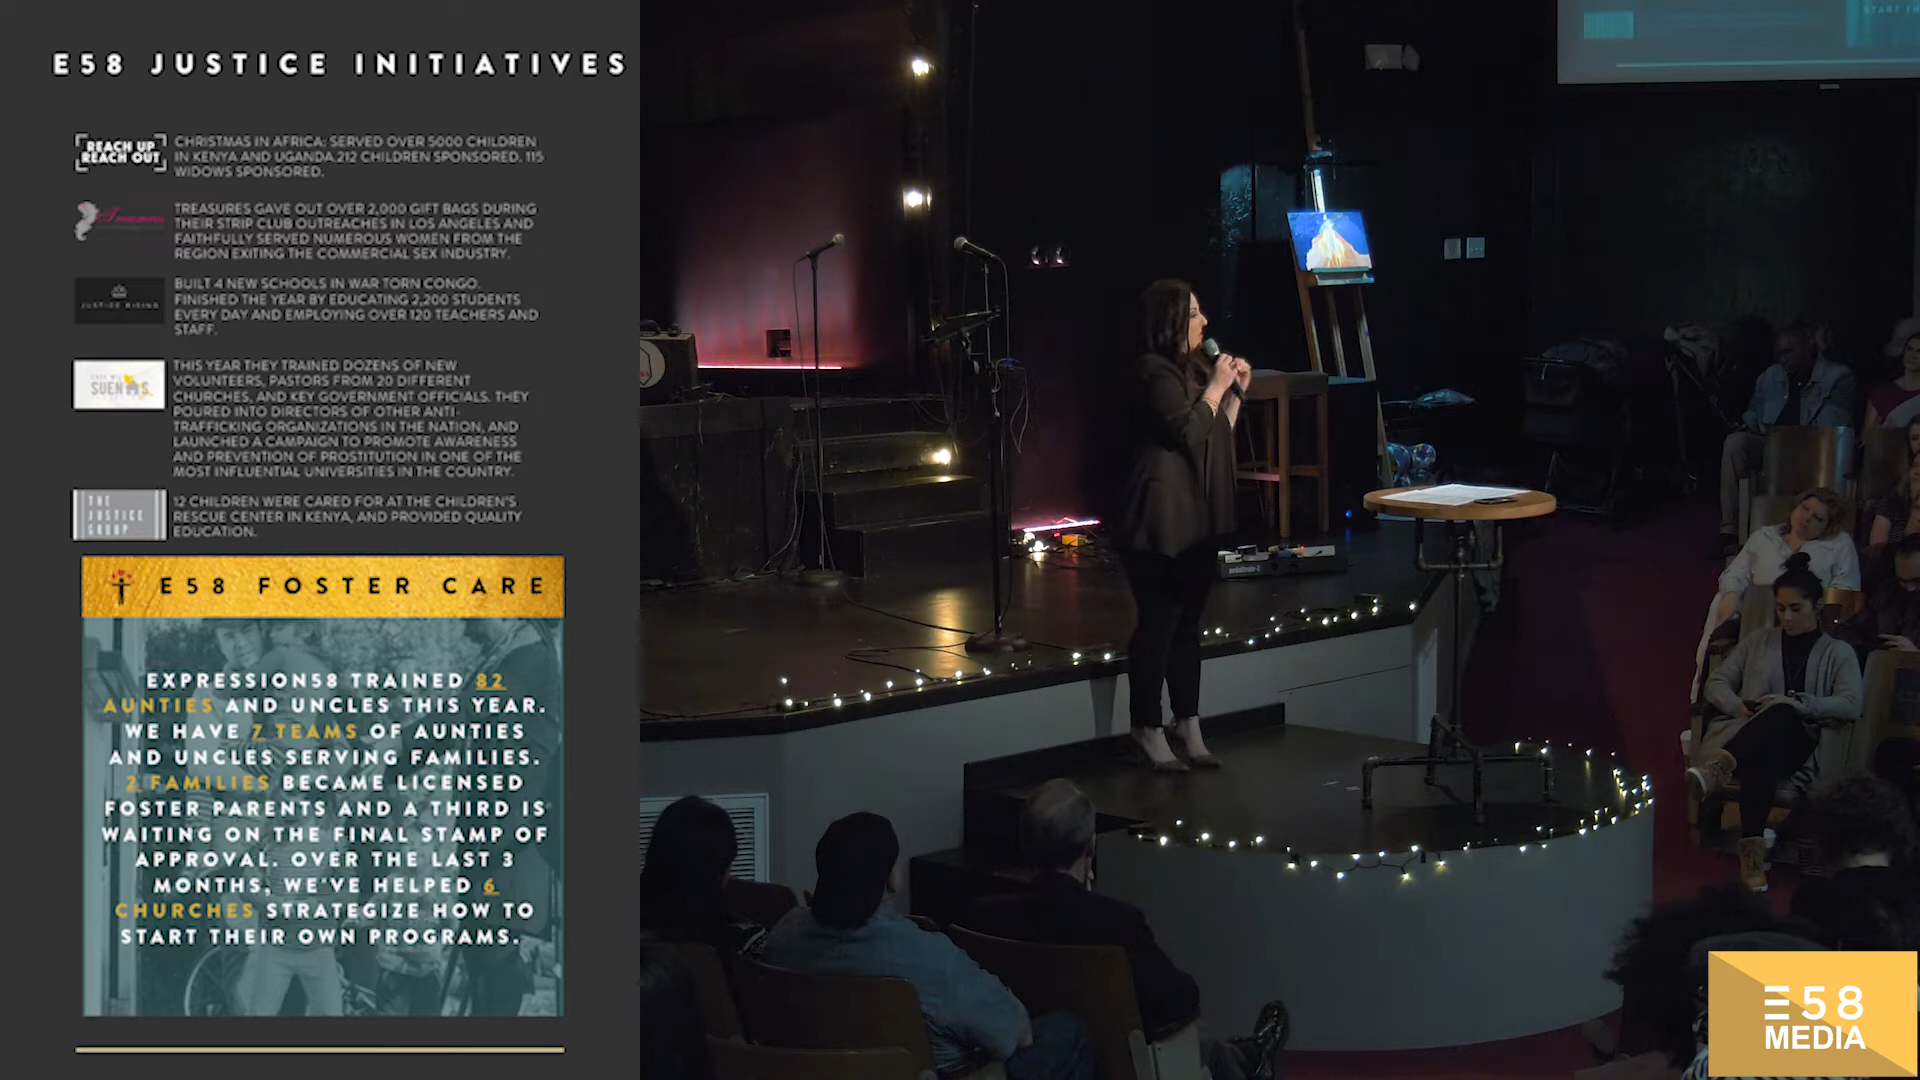 E58 JUSTICE INITIATIVES
REACH UP
REACH OUT
CHRISTMAS IN AFRICA: SERVED OVER 5000 CHILDREN
IN KENYA AND UGANDA.212 CHILDREN SPONSORED. 115
WIDOWS SPONSORED.
Treasures
TREASURES GAVE OUT OVER 2,000 GIFT BAGS DURING
THEIR STRIP CLUB OUTREACHES IN LOS ANGELES AND
FAITHFULLY SERVED NUMEROUS WOMEN FROM THE
REGION EXITING THE COMMERCIAL SEX INDUSTRY.
JUSTICE RISING
BUILT 4 NEW SCHOOLS IN WAR TORN CONGO.
FINISHED THE YEAR BY EDUCATING 2,200 STUDENTS
EVERY DAY AND EMPLOYING OVER 120 TEACHERS AND
STAFF.
THIS YEAR THEY TRAINED DOZENS OF NEW
VOLUNTEERS, PASTORS FROM 20 DIFFERENT
CHURCHES, AND KEY GOVERNMENT OFFICIALS. THEY
POURED INTO DIRECTORS OF OTHER ANTI-
TRAFFICKING ORGANIZATIONS IN THE NATION, AND
LAUNCHED A CAMPAIGN TO PROMOTE AWARENESS
AND PREVENTION OF PROSTITUTION IN ONE OF THE
MOST INFLUENTIAL UNIVERSITIES IN THE COUNTRY.
THE
JUSTICE
GROUP
12 CHILDREN WERE CARED FOR AT THE CHILDREN'S
RESCUE CENTER IN KENYA, AND PROVIDED QUALITY
EDUCATION.
E58 FOSTER CARE
EXPRESSION58 TRAINED 82
AUNTIES AND UNCLES THIS YEAR.
WE HAVE 7 TEAMS OF AUNTIES
AND UNCLES SERVING FAMILIES.
2 FAMILIES BECAME LICENSED
FOSTER PARENTS AND A THIRD IS
WAITING ON THE FINAL STAMP OF
APPROVAL. OVER THE LAST 3
MONTHS, WE'VE HELPED 6
CHURCHES STRATEGIZE HOW TO
START THEIR OWN PROGRAMS.
E58
MEDIA